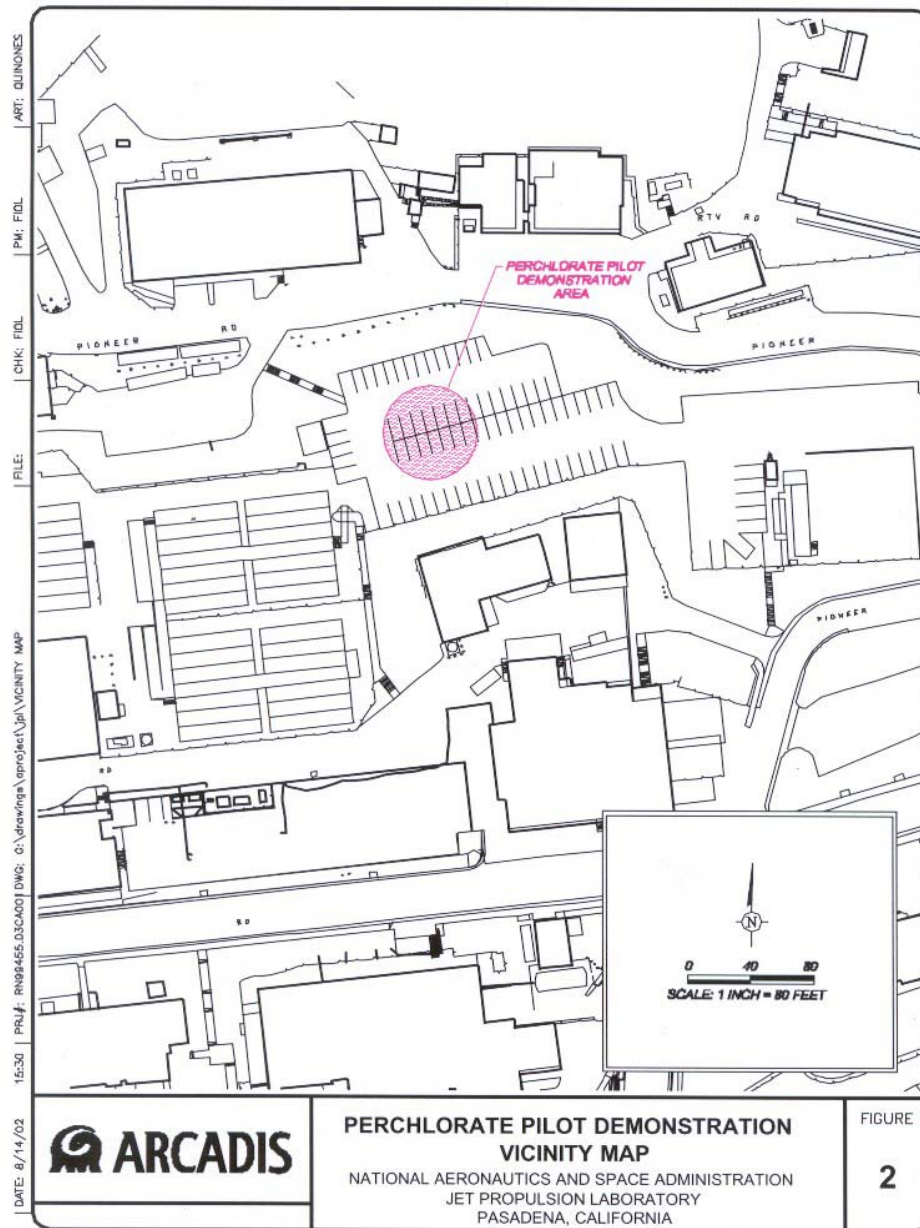 RTV RD
PERCHLORATE PILOT
DEMONSTRATION
AREA
PIONEER RD
PIONEER
PIONEER
RD
RD
N
0 40 80
SCALE: 1 INCH = 80 FEET
ARCADIS
PERCHLORATE PILOT DEMONSTRATION
VICINITY MAP
NATIONAL AERONAUTICS AND SPACE ADMINISTRATION
JET PROPULSION LABORATORY
PASADENA, CALIFORNIA
FIGURE
2
DATE: 8/14/02 15:30 PRJ#: RN99455.03CA001 DWG: G:\drawings\aproject\jpl\VICINITY MAP FILE: CHK: FIOL PM: FIOL ART: QUINONES